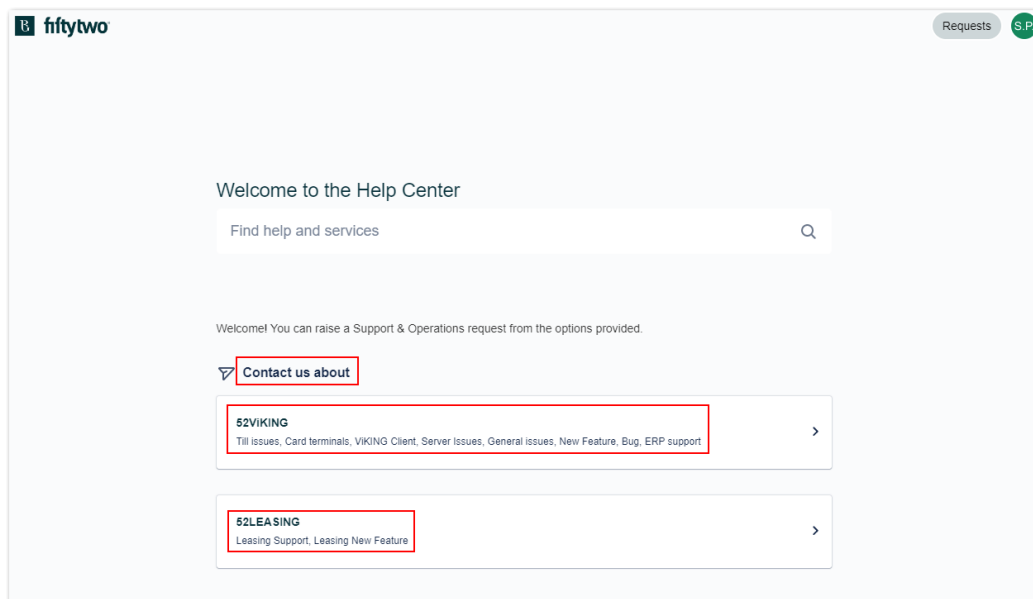 B fiftytwo
Requests
S.P
Welcome to the Help Center
Find help and services
Welcome! You can raise a Support & Operations request from the options provided.
Contact us about
52ViKING
Till issues, Card terminals, ViKING Client, Server Issues, General issues, New Feature, Bug, ERP support
52LEASING
Leasing Support, Leasing New Feature